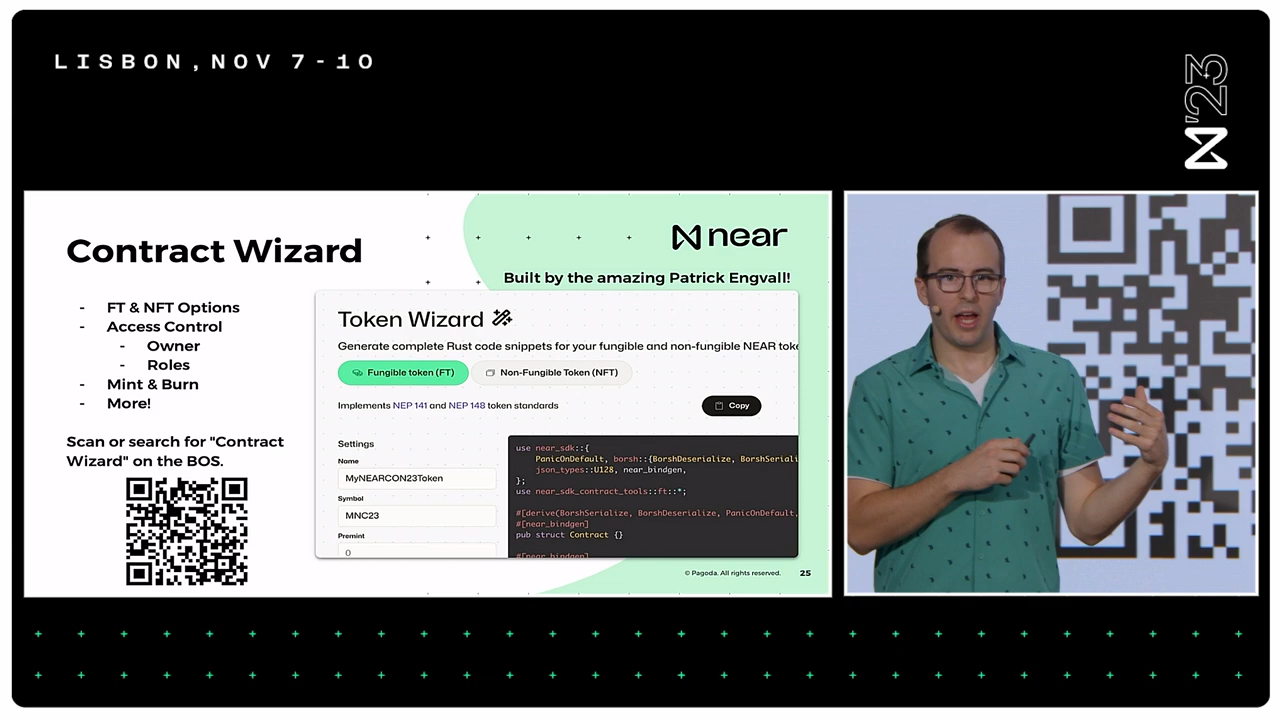 LISBON, NOV 7-10
N'23
Contract Wizard
near
Built by the amazing Patrick Engvall!
- FT & NFT Options
- Access Control
- Owner
- Roles
- Mint & Burn
- More!
Scan or search for "Contract
Wizard" on the BOS.
Token Wizard
Generate complete Rust code snippets for your fungible and non-fungible NEAR toke
Fungible token (FT)
Non-Fungible Token (NFT)
Implements NEP 141 and NEP 148 token standards
Copy
Settings
Name
MyNEARCON23Token
Symbol
MNC23
Premint
0
use near_sdk::{
PanicOnDefault, borsh::{BorshDeserialize, BorshSeriali
json_types::U128, near_bindgen,
};
use near_sdk_contract_tools::ft::*;
#[derive(BorshSerialize, BorshDeserialize, PanicOnDefault,
#[near_bindgen]
pub struct Contract {}
#[near_bindgen]
© Pagoda. All rights reserved.
25